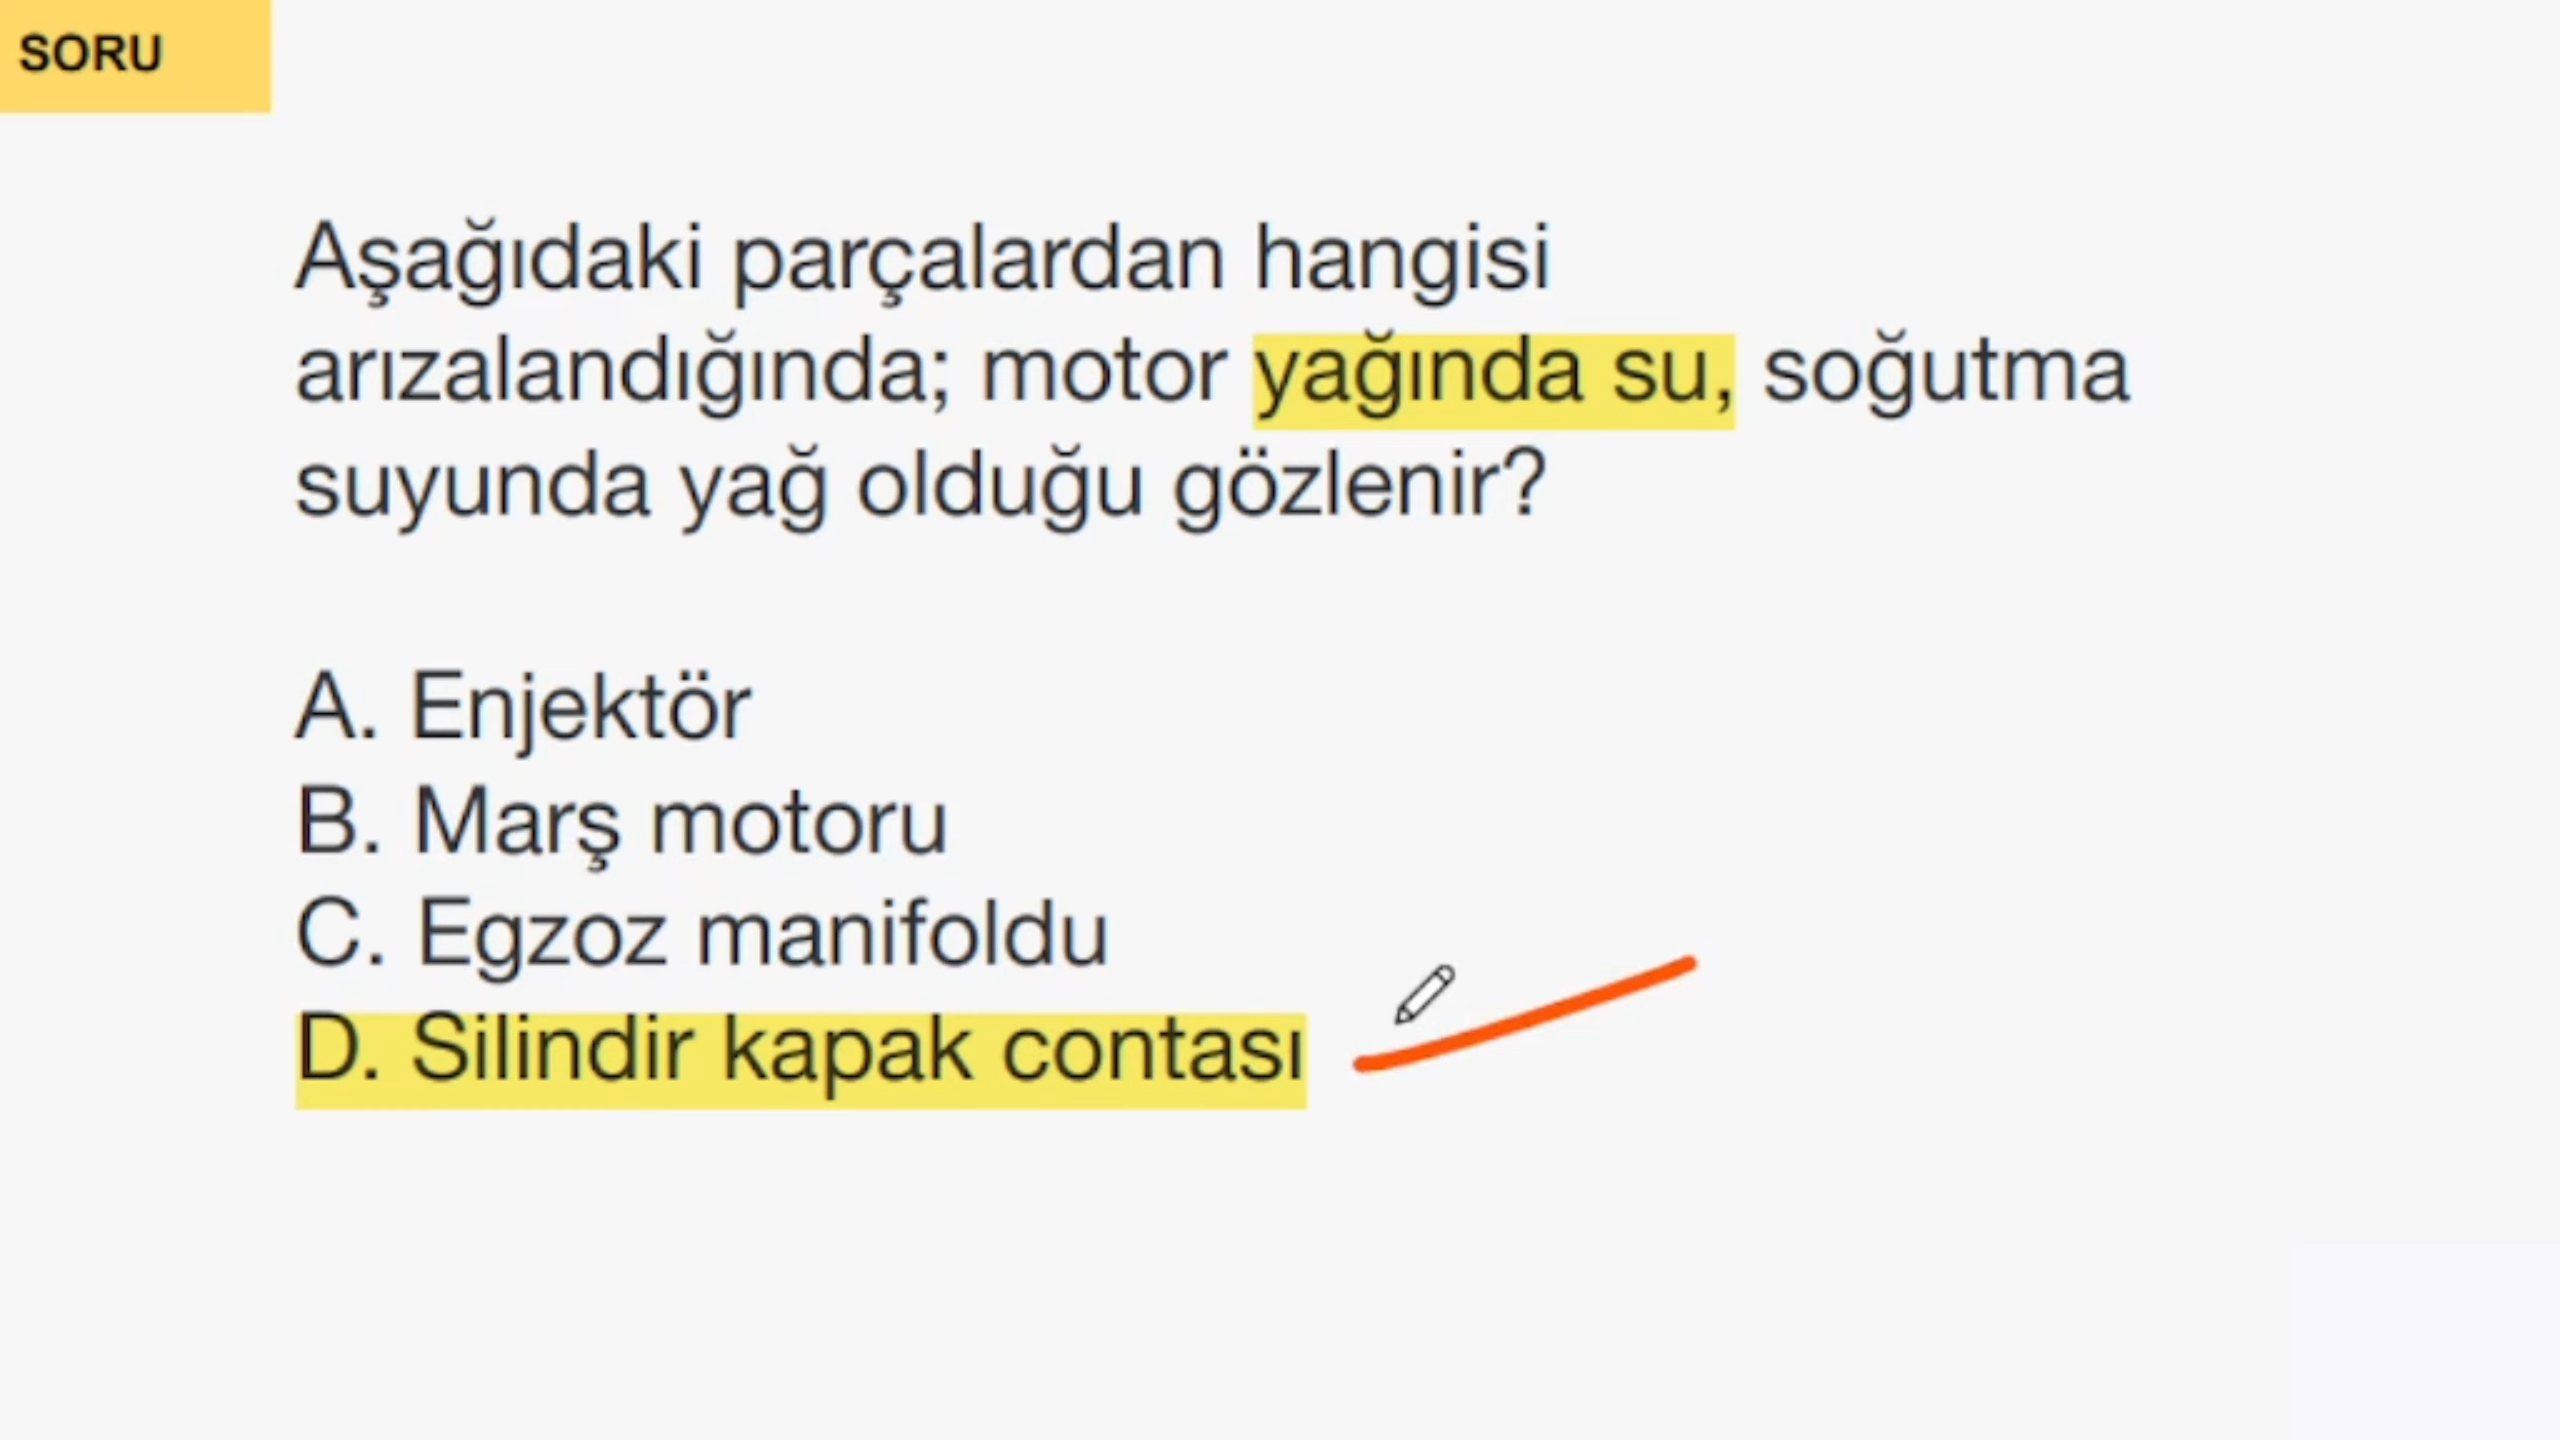 SORU
Aşağıdaki parçalardan hangisi
arızalandığında; motor yağında su, soğutma
suyunda yağ olduğu gözlenir?
A. Enjektör
B. Marş motoru
C. Egzoz manifoldu
D. Silindir kapak contası